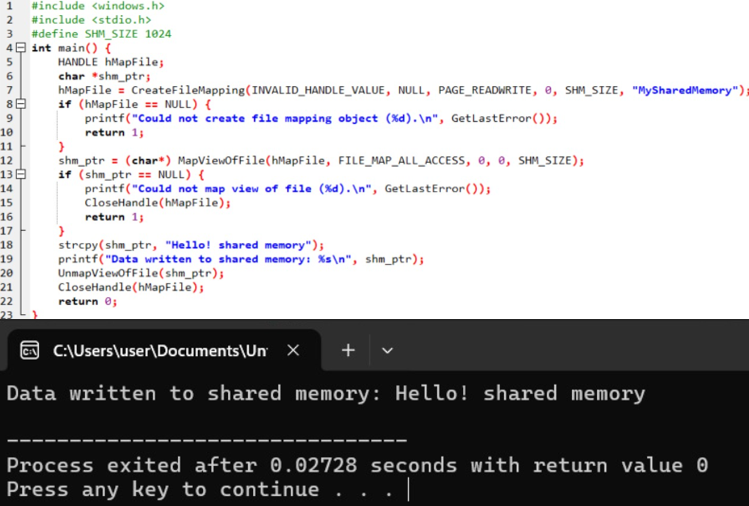 1 #include <windows.h>
2 #include <stdio.h>
3 #define SHM_SIZE 1024
4 int main() {
5 HANDLE hMapFile;
6 char *shm_ptr;
7 hMapFile = CreateFileMapping(INVALID_HANDLE_VALUE, NULL, PAGE_READWRITE, 0, SHM_SIZE, "MySharedMemory");
8 if (hMapFile == NULL) {
9 printf("Could not create file mapping object (%d).\n", GetLastError());
10 return 1;
11 }
12 shm_ptr = (char*) MapViewOfFile(hMapFile, FILE_MAP_ALL_ACCESS, 0, 0, SHM_SIZE);
13 if (shm_ptr == NULL) {
14 printf("Could not map view of file (%d).\n", GetLastError());
15 CloseHandle(hMapFile);
16 return 1;
17 }
18 strcpy(shm_ptr, "Hello! shared memory");
19 printf("Data written to shared memory: %s\n", shm_ptr);
20 UnmapViewOfFile(shm_ptr);
21 CloseHandle(hMapFile);
22 return 0;
23 }
C:\Users\user\Documents\Un
Data written to shared memory: Hello! shared memory
--------------------------------
Process exited after 0.02728 seconds with return value 0
Press any key to continue . . .